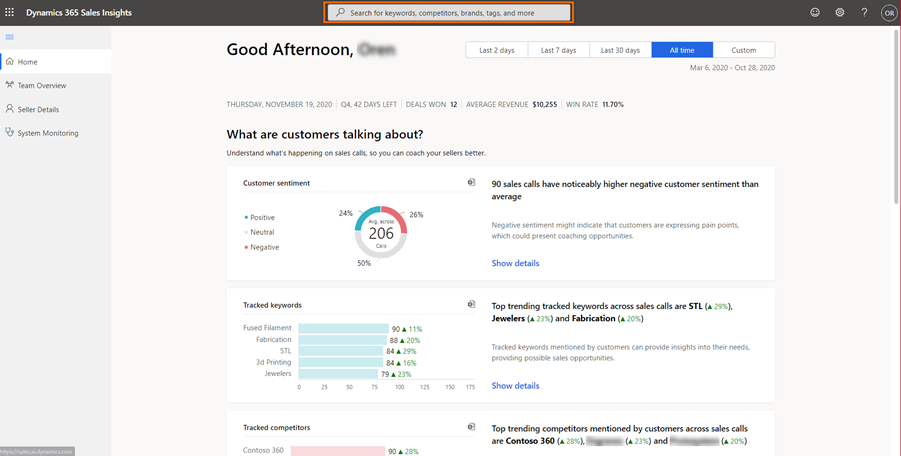 Dynamics 365 Sales Insights
Search for keywords, competitors, brands, tags, and more
?
OR
Home
Team Overview
Seller Details
System Monitoring
Good Afternoon,
Last 2 days
Last 7 days
Last 30 days
All time
Custom
Mar 6, 2020 - Oct 28, 2020
THURSDAY, NOVEMBER 19, 2020 | Q4, 42 DAYS LEFT | DEALS WON 12 | AVERAGE REVENUE $10,255 | WIN RATE 11.70%
What are customers talking about?
Understand what's happening on sales calls, so you can coach your sellers better.
Customer sentiment
Positive
Neutral
Negative
24%
26%
50%
Avg. across
206
Calls
90 sales calls have noticeably higher negative customer sentiment than
average
Negative sentiment might indicate that customers are expressing pain points,
which could present coaching opportunities.
Show details
Tracked keywords
Fused Filament 90 ▲ 11%
Fabrication 88 ▲ 20%
STL 84 ▲ 29%
3d Printing 84 ▲ 16%
Jewelers 79 ▲ 23%
0 25 50 75 100 125 150 175
Top trending tracked keywords across sales calls are STL (▲ 29%),
Jewelers (▲ 23%) and Fabrication (▲ 20%)
Tracked keywords mentioned by customers can provide insights into their needs,
providing possible sales opportunities.
Show details
Tracked competitors
Contoso 360 90 ▲ 28%
Top trending competitors mentioned by customers across sales calls
are Contoso 360 (▲ 28%), (▲ 23%) and (▲ 20%)
https://sales.ai.dynamics.com